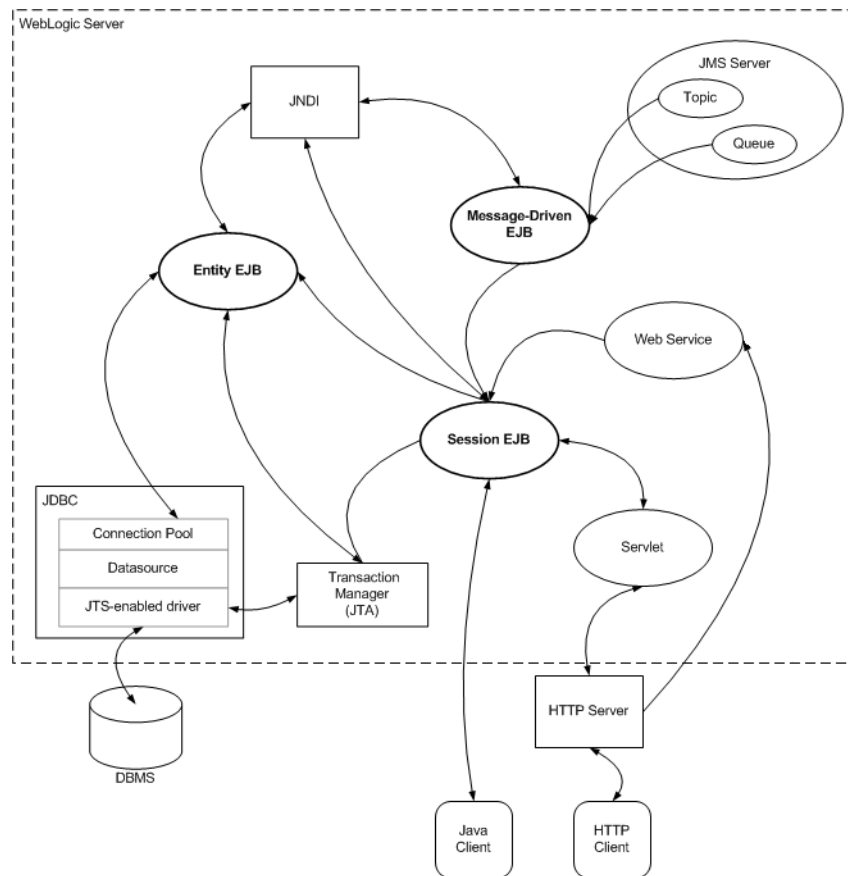 WebLogic Server
JMS Server
JNDI
Topic
Queue
Message-Driven
EJB
Entity EJB
Web Service
Session EJB
JDBC
Connection Pool
Datasource
JTS-enabled driver
Servlet
Transaction
Manager
(JTA)
HTTP Server
DBMS
Java
Client
HTTP
Client